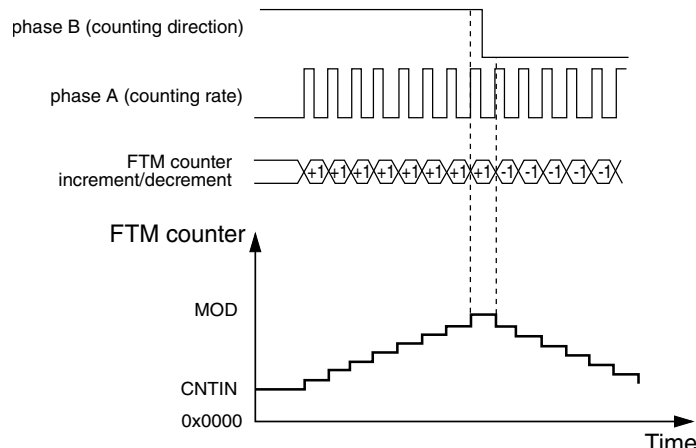 phase B (counting direction)
phase A (counting rate)
FTM counter
increment/decrement
+1 +1 +1 +1 +1 +1 +1 +1 -1 -1 -1 -1 -1
FTM counter
MOD
CNTIN
0x0000
Time